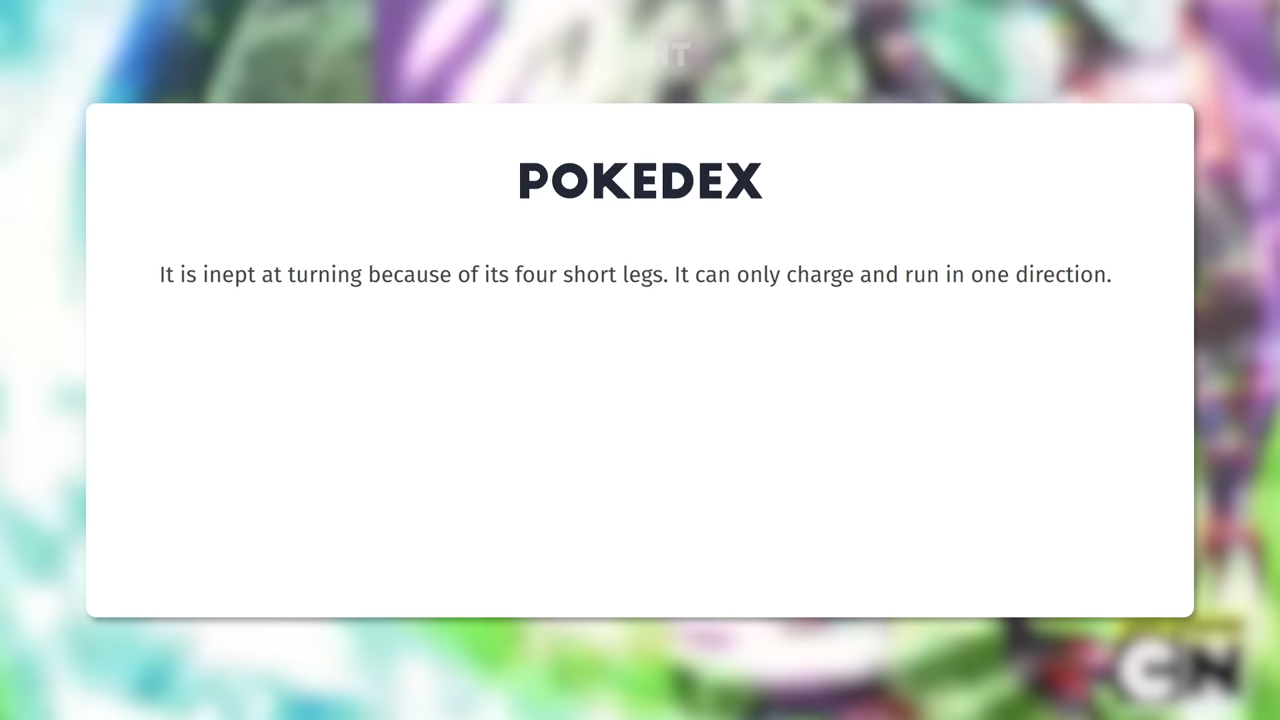 POKEDEX
It is inept at turning because of its four short legs. It can only charge and run in one direction.
CN